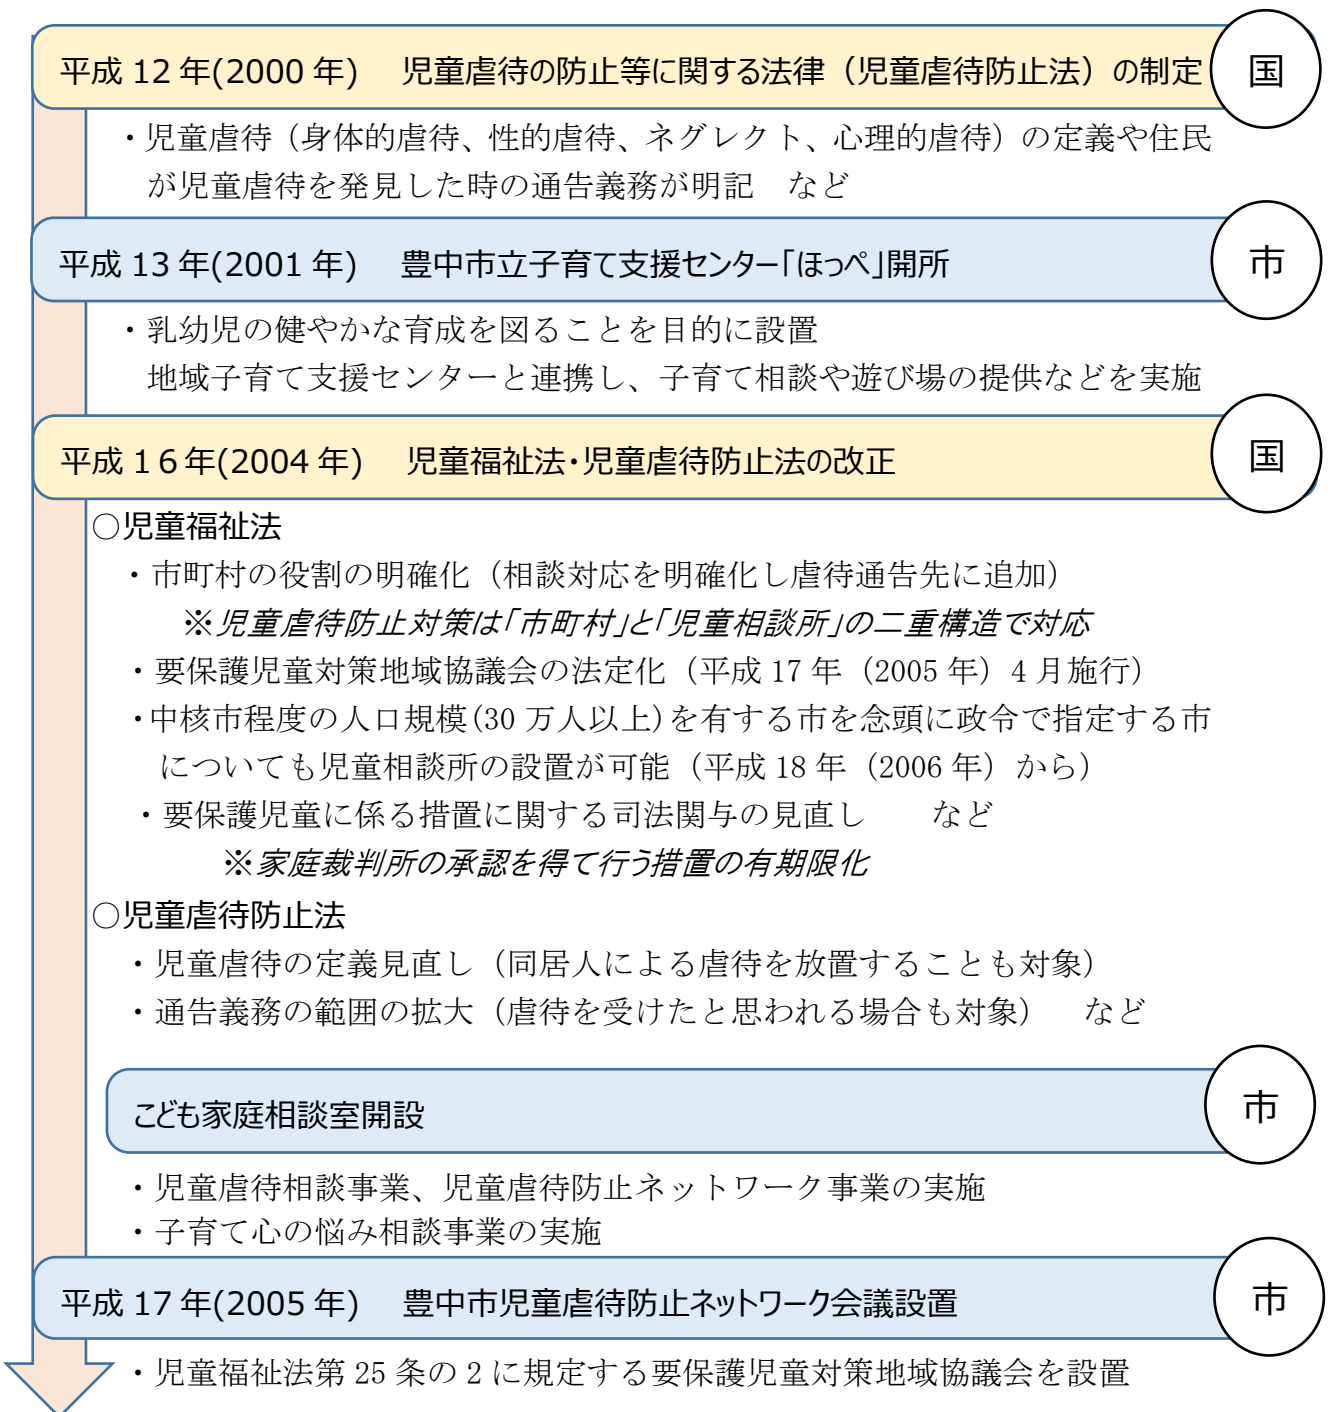 平成 12 年(2000 年)　児童虐待の防止等に関する法律（児童虐待防止法）の制定　国
・児童虐待（身体的虐待、性的虐待、ネグレクト、心理的虐待）の定義や住民
が児童虐待を発見した時の通告義務が明記　など
平成 13 年(2001 年)　豊中市立子育て支援センター「ほっぺ」開所　市
・乳幼児の健やかな育成を図ることを目的に設置
地域子育て支援センターと連携し、子育て相談や遊び場の提供などを実施
平成 １６年(2004 年)　児童福祉法・児童虐待防止法の改正　国
○児童福祉法
・市町村の役割の明確化（相談対応を明確化し虐待通告先に追加）
※児童虐待防止対策は「市町村」と「児童相談所」の二重構造で対応
・要保護児童対策地域協議会の法定化（平成 17 年（2005 年）4 月施行）
・中核市程度の人口規模（30 万人以上）を有する市を念頭に政令で指定する市
についても児童相談所の設置が可能（平成 18 年（2006 年）から）
・要保護児童に係る措置に関する司法関与の見直し　　など
※家庭裁判所の承認を得て行う措置の有期限化
○児童虐待防止法
・児童虐待の定義見直し（同居人による虐待を放置することも対象）
・通告義務の範囲の拡大（虐待を受けたと思われる場合も対象）　など
こども家庭相談室開設　市
・児童虐待相談事業、児童虐待防止ネットワーク事業の実施
・子育て心の悩み相談事業の実施
平成 17 年(2005 年)　豊中市児童虐待防止ネットワーク会議設置　市
・児童福祉法第 25 条の 2 に規定する要保護児童対策地域協議会を設置